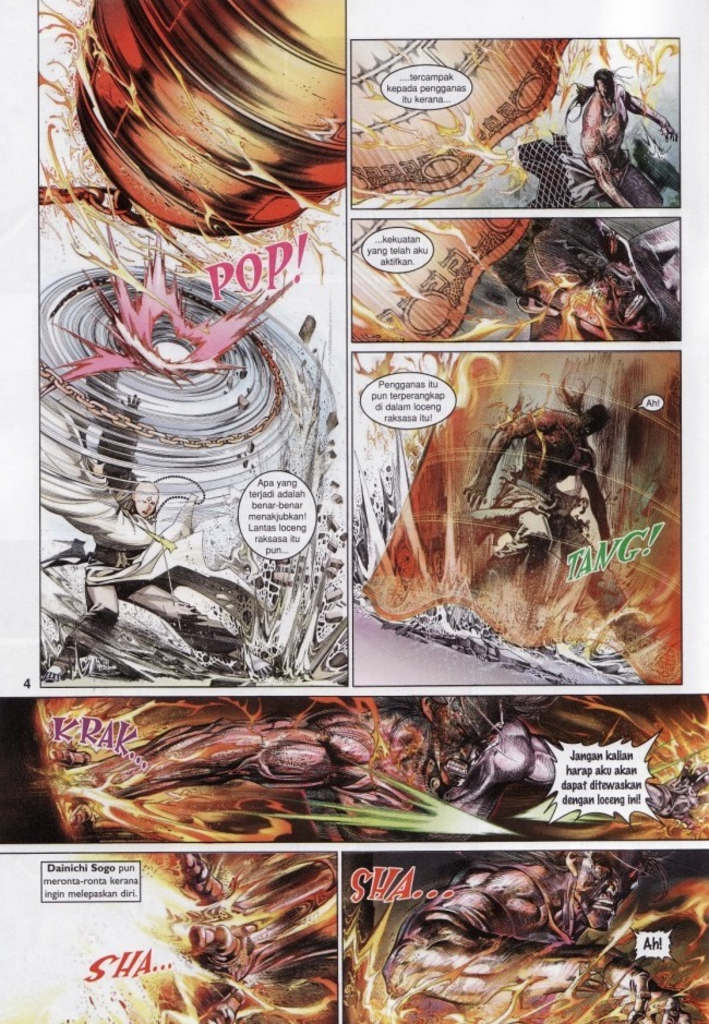 POP!
Apa yang
terjadi adalah
benar-benar
menakjubkan!
Lantas loceng
raksasa itu
pun...
....tercampak
kepada pengganas
itu kerana...
...kekuatan
yang telah aku
aktifkan.
Pengganas itu
pun terperangkap
di dalam loceng
raksasa itu!
Ah!
TANG!
4
KRAK...
Jangan kalian
harap aku akan
dapat ditewaskan
dengan loceng ini!
Dainichi Sogo pun
meronta-ronta kerana
ingin melepaskan diri.
SHA...
SHA...
Ah!